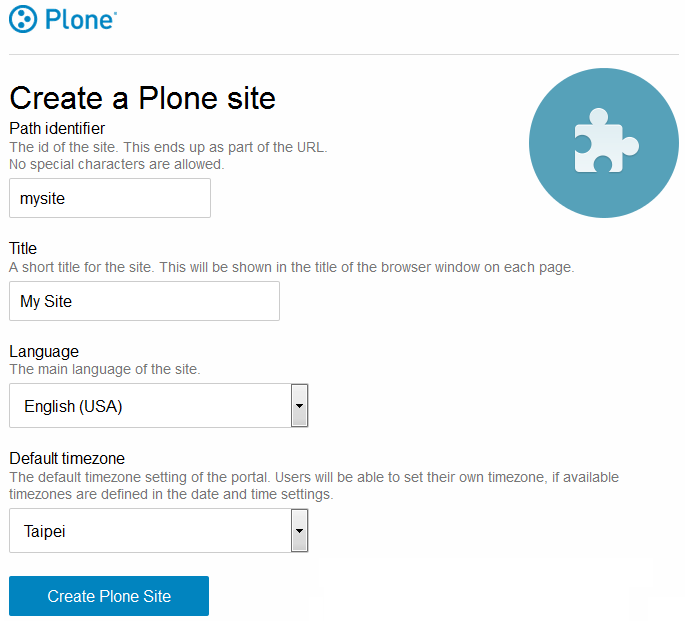 Plone®
Create a Plone site
Path identifier
The id of the site. This ends up as part of the URL.
No special characters are allowed.
mysite
Title
A short title for the site. This will be shown in the title of the browser window on each page.
My Site
Language
The main language of the site.
English (USA)
Default timezone
The default timezone setting of the portal. Users will be able to set their own timezone, if available
timezones are defined in the date and time settings.
Taipei
Create Plone Site